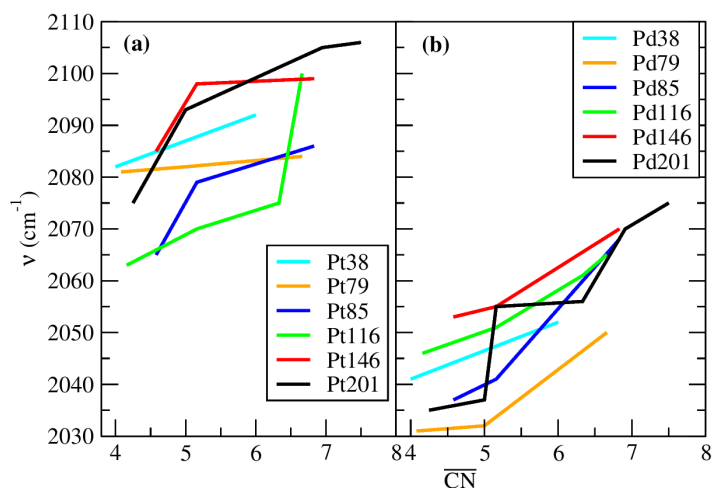 (a)
(b)
2110
2100
2090
2080
2070
2060
2050
2040
2030
ν (cm⁻¹)
Pt38
Pt79
Pt85
Pt116
Pt146
Pt201
Pd38
Pd79
Pd85
Pd116
Pd146
Pd201
4 5 6 7 8 4 5 6 7 8
CN